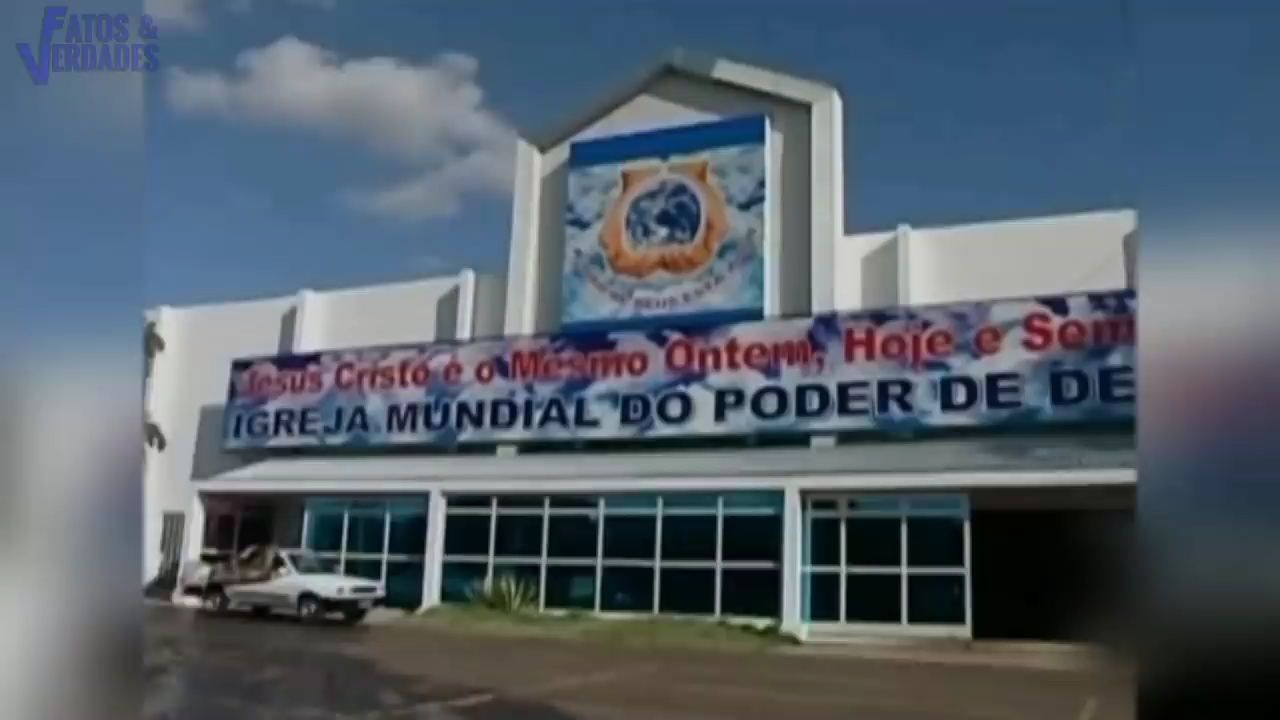 FATOS &
VERDADES
Jesus Cristo é o Mesmo Ontem, Hoje e Sem
IGREJA MUNDIAL DO PODER DE DE